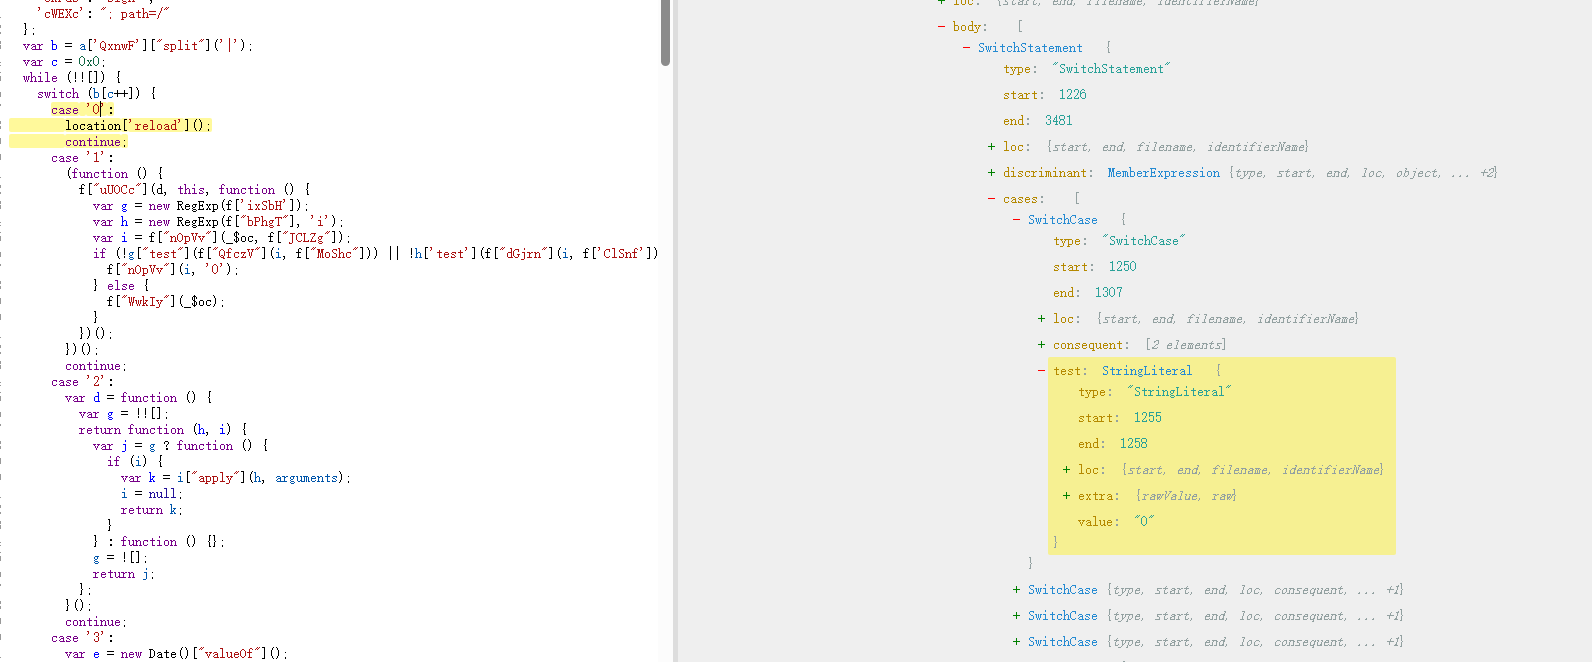 'cWEXc': "; path=/"
};
var b = a['QxnwF']["split"]('|');
var c = 0x0;
while (!![]) {
switch (b[c++]) {
case '0':
location['reload']();
continue;
case '1':
(function () {
f["uUOCc"](d, this, function () {
var g = new RegExp(f['ixSbH']);
var h = new RegExp(f["bPhgT"], 'i');
var i = f["nOpVv"](_$oc, f["JCLZg"]);
if (!g["test"](f["QfczV"](i, f["MoShc"])) || !h['test'](f["dGjrn"](i, f['ClSnf'])
f["nOpVv"](i, '0');
} else {
f["WwkIy"](_$oc);
}
})();
})();
continue;
case '2':
var d = function () {
var g = !![];
return function (h, i) {
var j = g ? function () {
if (i) {
var k = i["apply"](h, arguments);
i = null;
return k;
}
} : function () {};
g = ![];
return j;
};
}();
continue;
case '3':
var e = new Date()["valueOf"]();
+ loc: {start, end, filename, identifierName}
- body: [
- SwitchStatement {
type: "SwitchStatement"
start: 1226
end: 3481
+ loc: {start, end, filename, identifierName}
+ discriminant: MemberExpression {type, start, end, loc, object, ... +2}
- cases: [
- SwitchCase {
type: "SwitchCase"
start: 1250
end: 1307
+ loc: {start, end, filename, identifierName}
+ consequent: [2 elements]
- test: StringLiteral {
type: "StringLiteral"
start: 1255
end: 1258
+ loc: {start, end, filename, identifierName}
+ extra: {rawValue, raw}
value: "0"
}
}
+ SwitchCase {type, start, end, loc, consequent, ... +1}
+ SwitchCase {type, start, end, loc, consequent, ... +1}
+ SwitchCase {type, start, end, loc, consequent, ... +1}